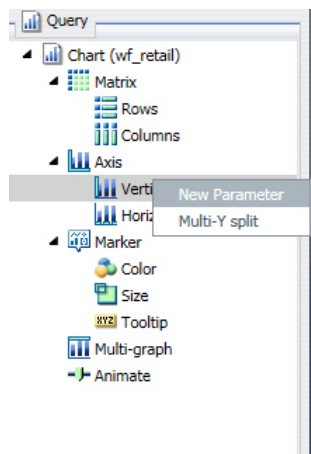 Query
Chart (wf_retail)
Matrix
Rows
Columns
Axis
Verti
New Parameter
Horiz
Multi-Y split
Marker
Color
Size
XYZ Tooltip
Multi-graph
Animate